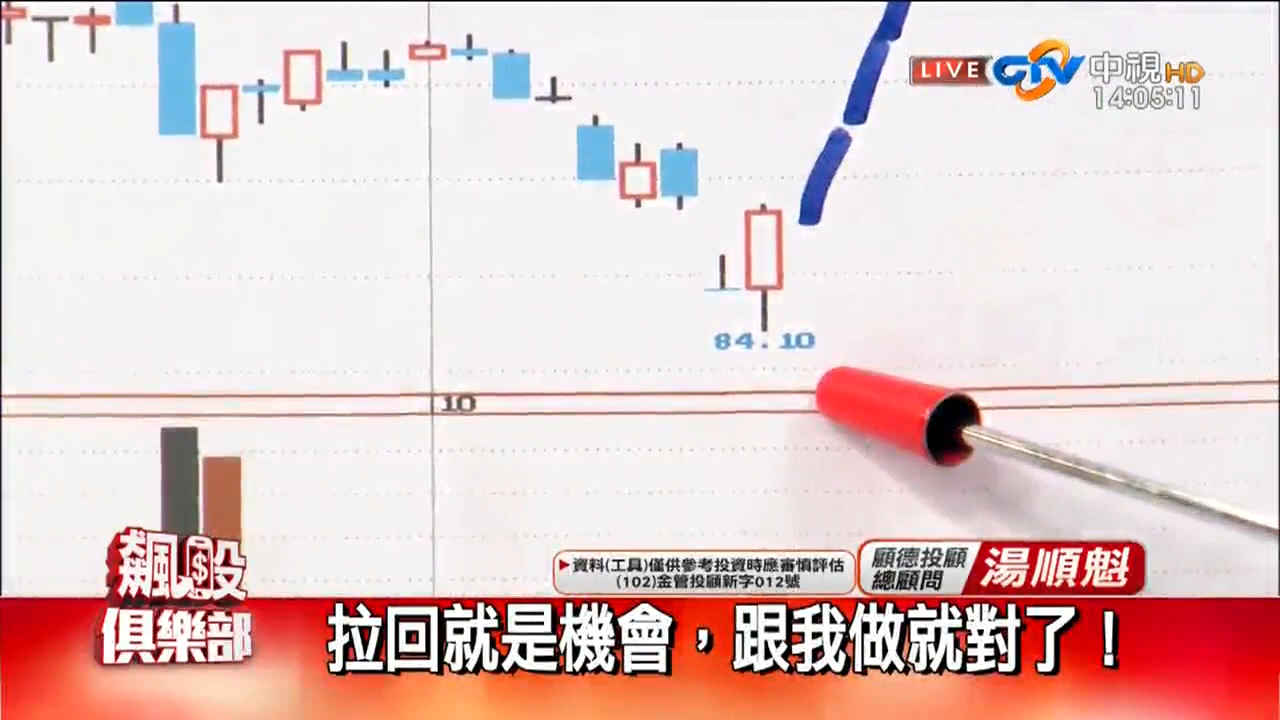 LIVE CTV 中視HD
14:05:11
84.10
10
飆股
俱樂部
▶資料(工具)僅供參考投資時應審慎評估
(102)金管投顧新字012號
顧德投顧
總顧問
湯順魁
拉回就是機會，跟我做就對了！